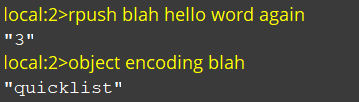 local:2>rpush blah hello word again
"3"
local:2>object encoding blah
"quicklist"